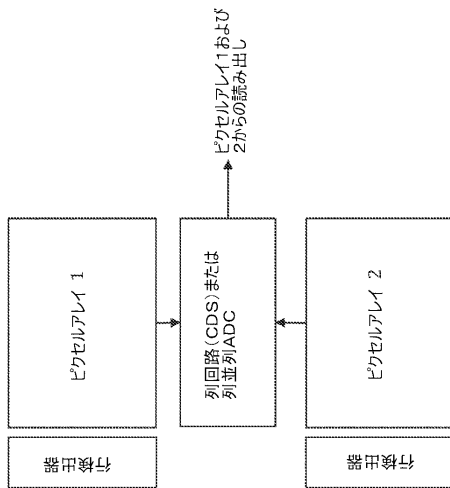 行検出器
ピクセルアレイ 1
列回路(CDS)または
列並列ADC
ピクセルアレイ1および
2からの読み出し
行検出器
ピクセルアレイ 2